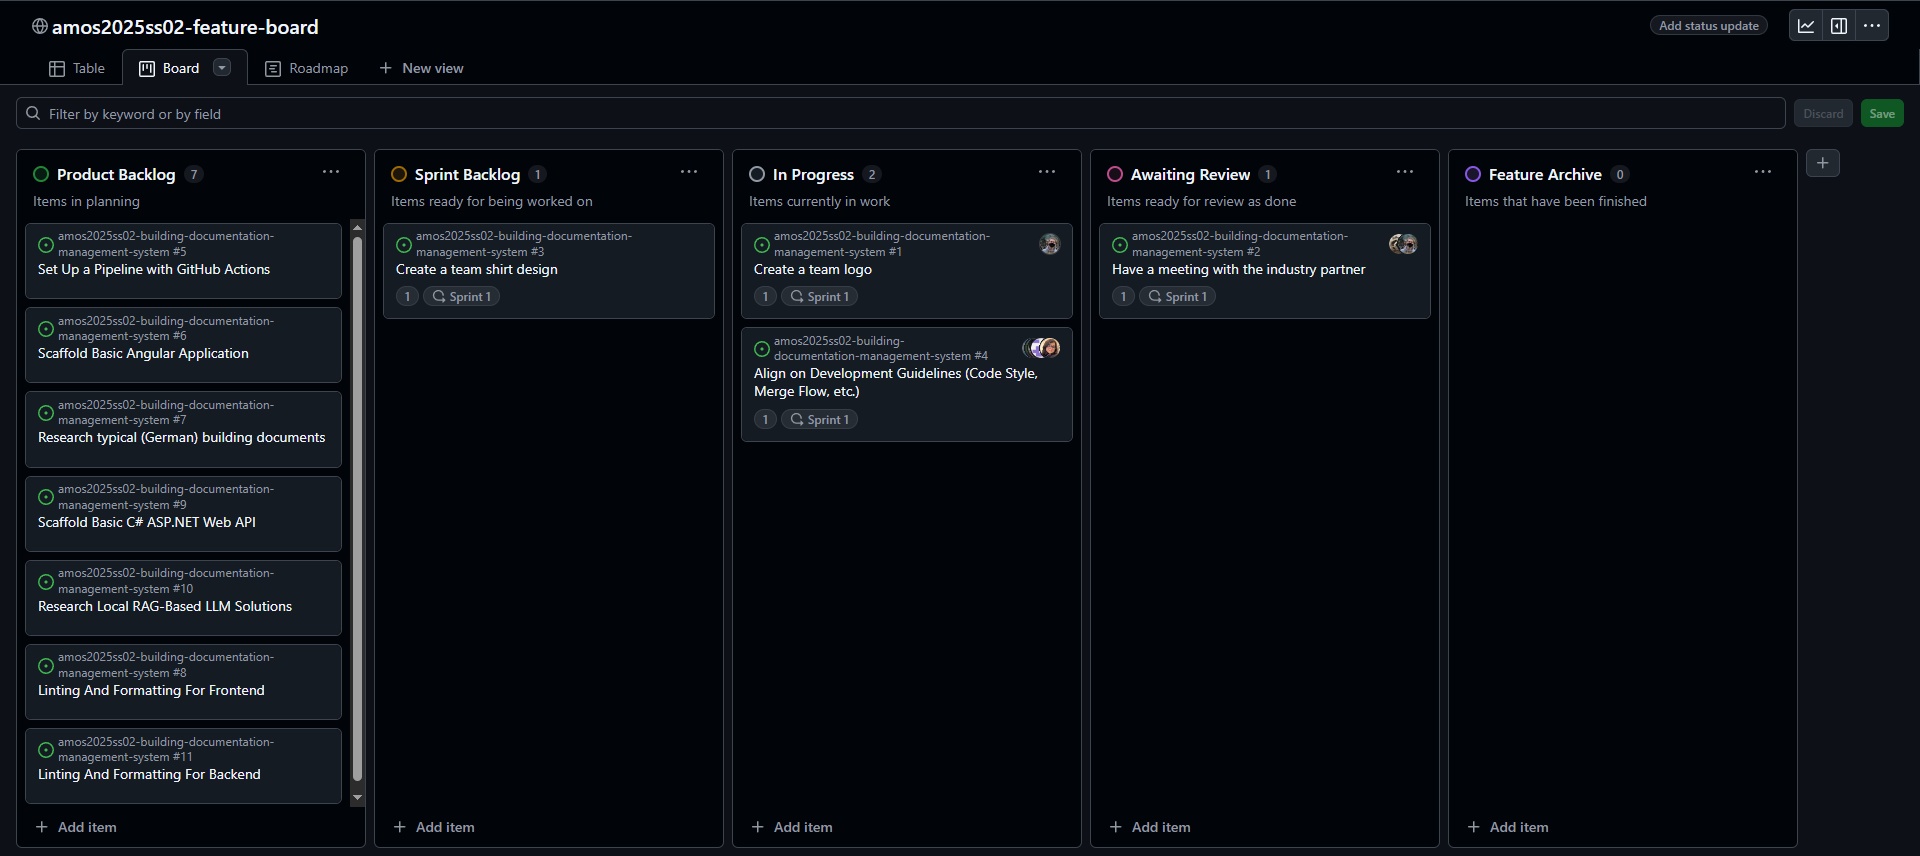 amos2025ss02-feature-board
Add status update
Table
Board
Roadmap
New view
Filter by keyword or by field
Discard
Save
Product Backlog 7
Items in planning
amos2025ss02-building-documentation-
management-system #5
Set Up a Pipeline with GitHub Actions
amos2025ss02-building-documentation-
management-system #6
Scaffold Basic Angular Application
amos2025ss02-building-documentation-
management-system #7
Research typical (German) building documents
amos2025ss02-building-documentation-
management-system #9
Scaffold Basic C# ASP.NET Web API
amos2025ss02-building-documentation-
management-system #10
Research Local RAG-Based LLM Solutions
amos2025ss02-building-documentation-
management-system #8
Linting And Formatting For Frontend
amos2025ss02-building-documentation-
management-system #11
Linting And Formatting For Backend
Add item
Sprint Backlog 1
Items ready for being worked on
amos2025ss02-building-documentation-
management-system #3
Create a team shirt design
1 Sprint 1
Add item
In Progress 2
Items currently in work
amos2025ss02-building-documentation-
management-system #1
Create a team logo
1 Sprint 1
amos2025ss02-building-
documentation-management-system #4
Align on Development Guidelines (Code Style,
Merge Flow, etc.)
1 Sprint 1
Add item
Awaiting Review 1
Items ready for review as done
amos2025ss02-building-documentation-
management-system #2
Have a meeting with the industry partner
1 Sprint 1
Add item
Feature Archive 0
Items that have been finished
Add item